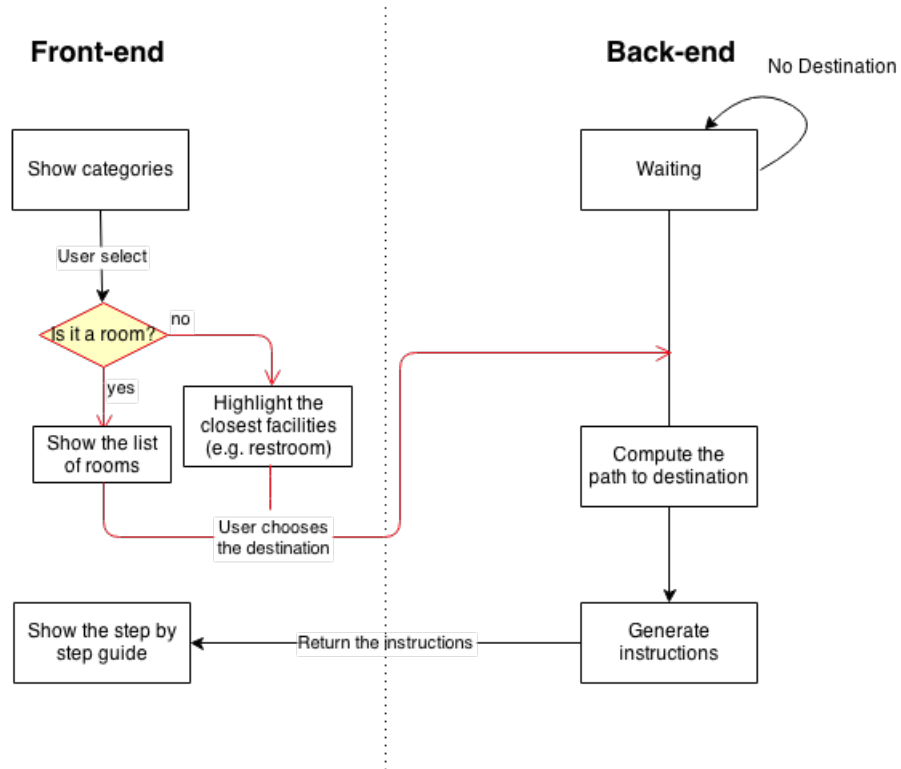 Front-end
Back-end
No Destination
Show categories
Waiting
User select
Is it a room?
no
yes
Highlight the
closest facilities
(e.g. restroom)
Show the list
of rooms
Compute the
path to destination
User chooses
the destination
Show the step by
step guide
Return the instructions
Generate
instructions